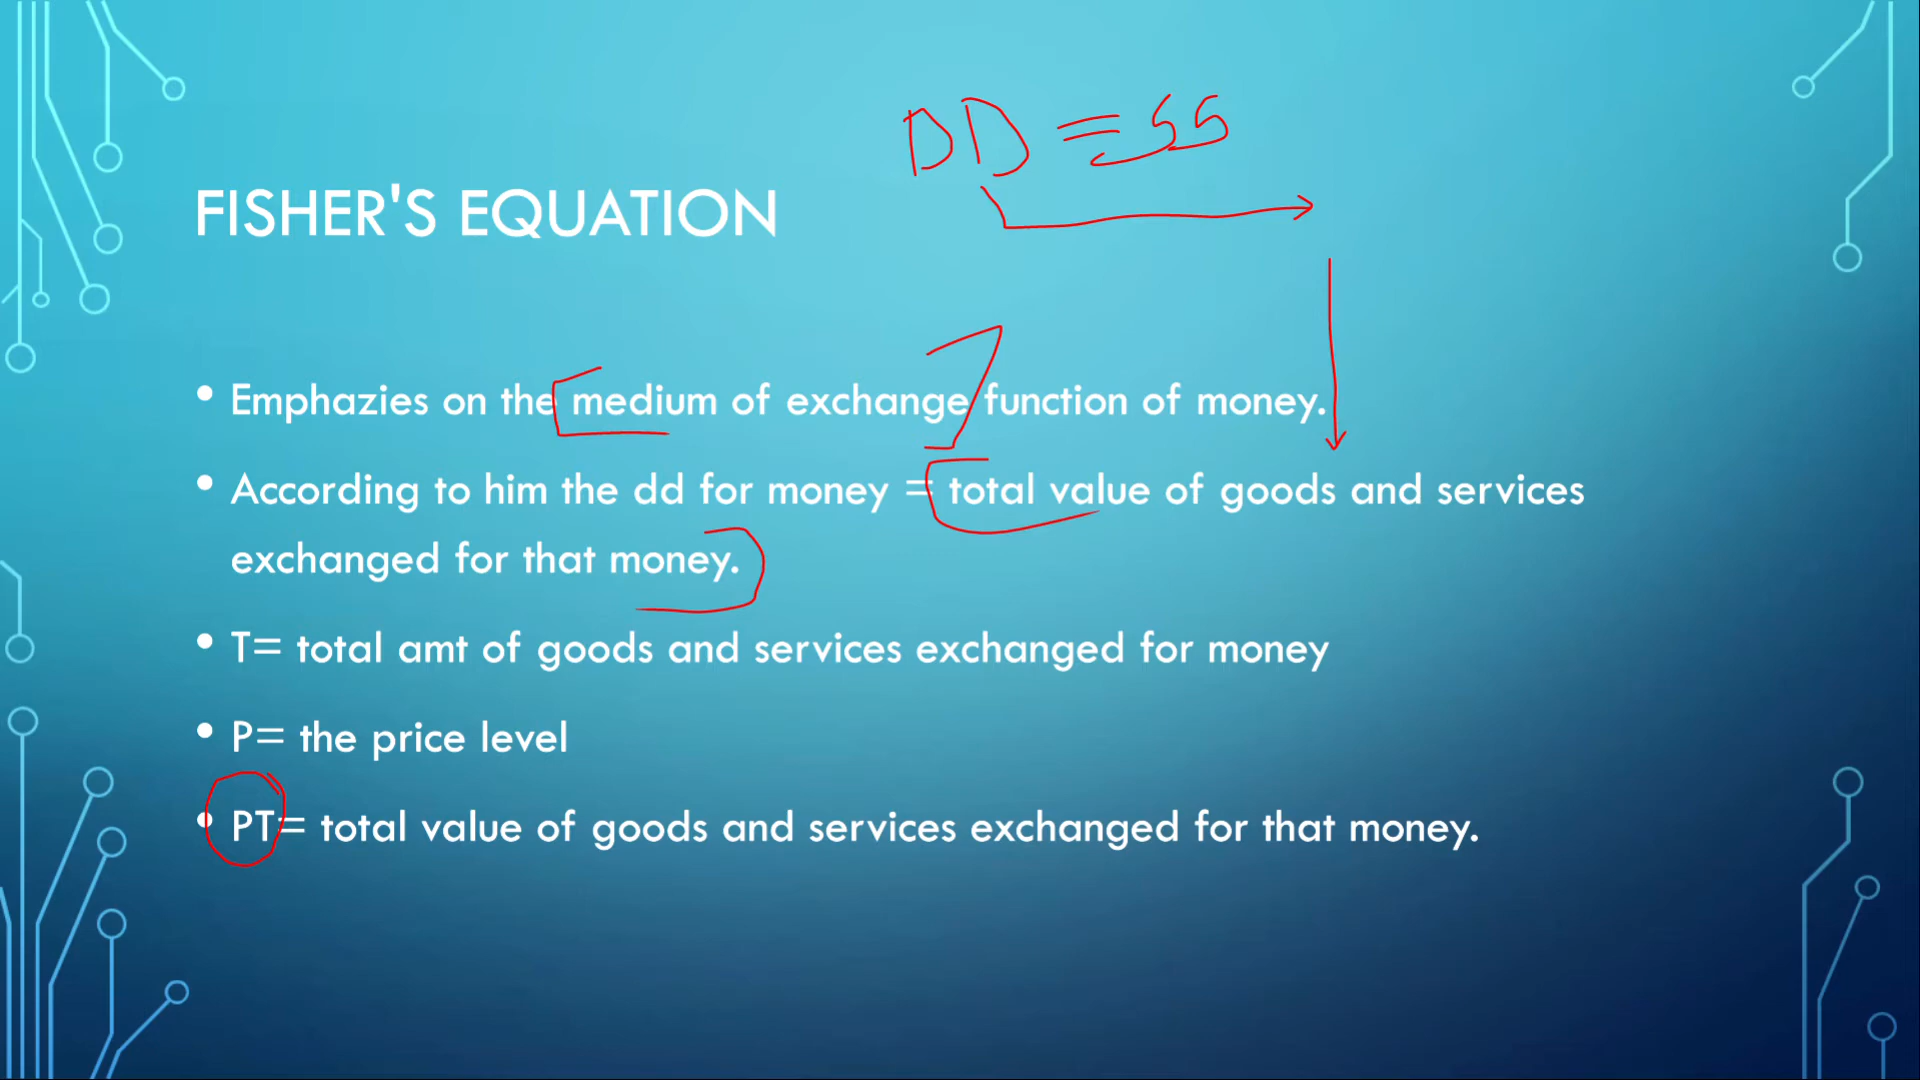 DD = SS
FISHER'S EQUATION
• Emphazies on the medium of exchange function of money.
• According to him the dd for money = total value of goods and services
exchanged for that money.
• T= total amt of goods and services exchanged for money
• P= the price level
• PT= total value of goods and services exchanged for that money.